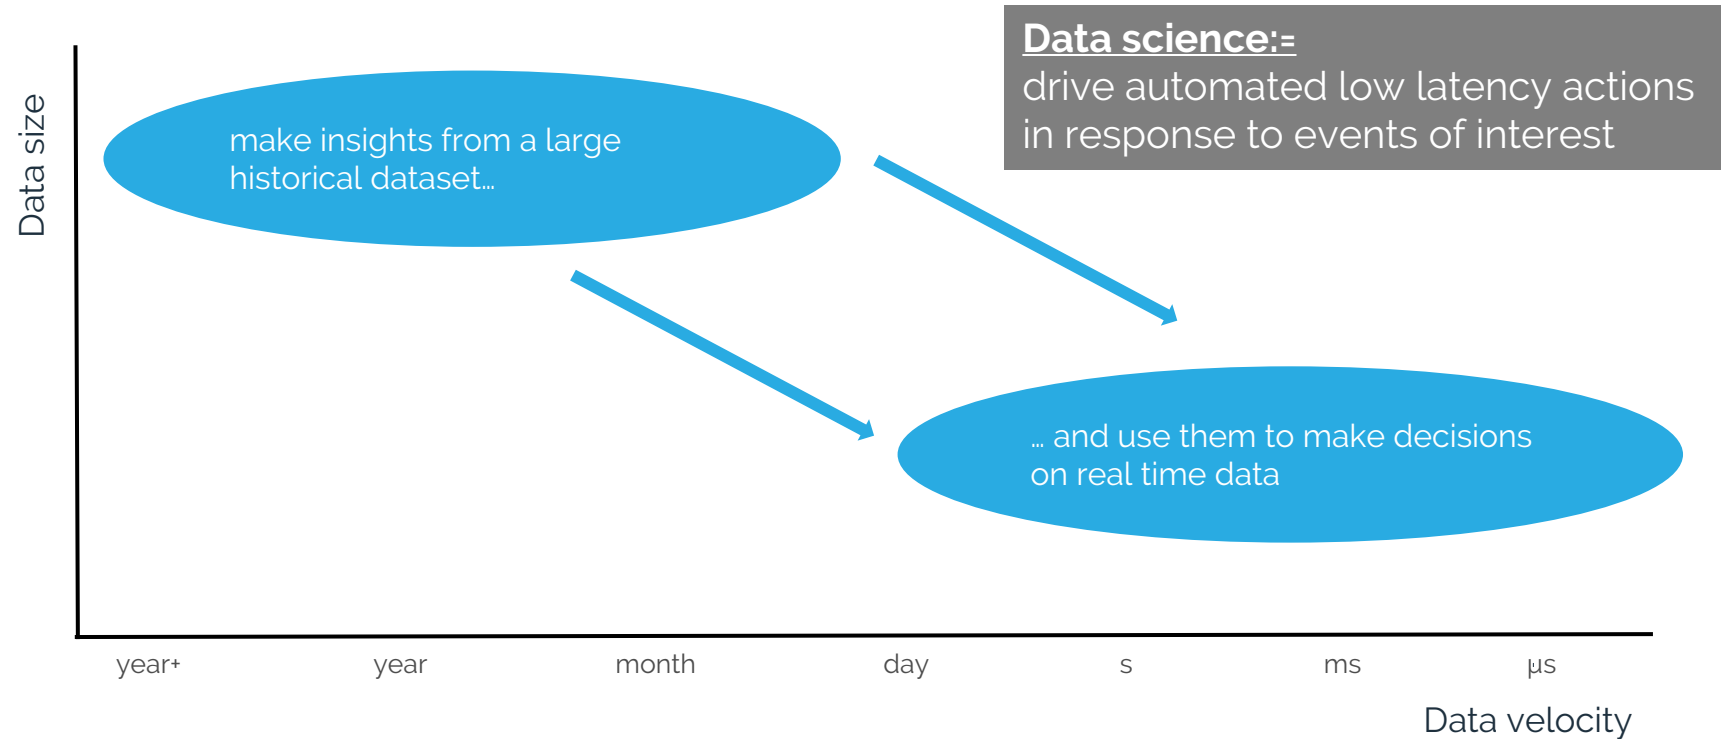 Data science:=
drive automated low latency actions
in response to events of interest
Data size
make insights from a large
historical dataset…
… and use them to make decisions
on real time data
year+
year
month
day
s
ms
µs
Data velocity